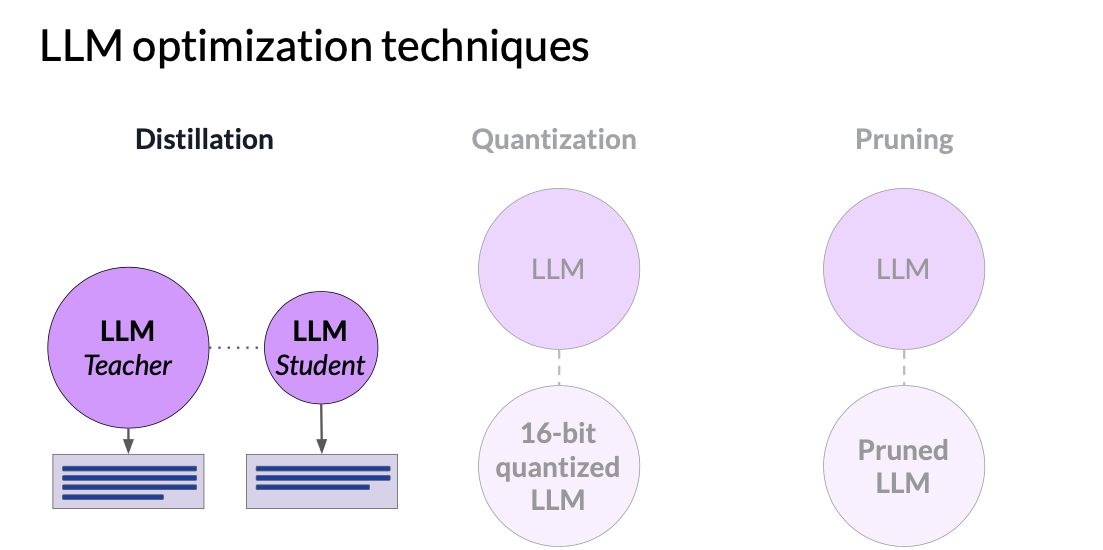 LLM optimization techniques
Distillation
Quantization
Pruning
LLM
Teacher
LLM
Student
LLM
16-bit
quantized
LLM
LLM
Pruned
LLM